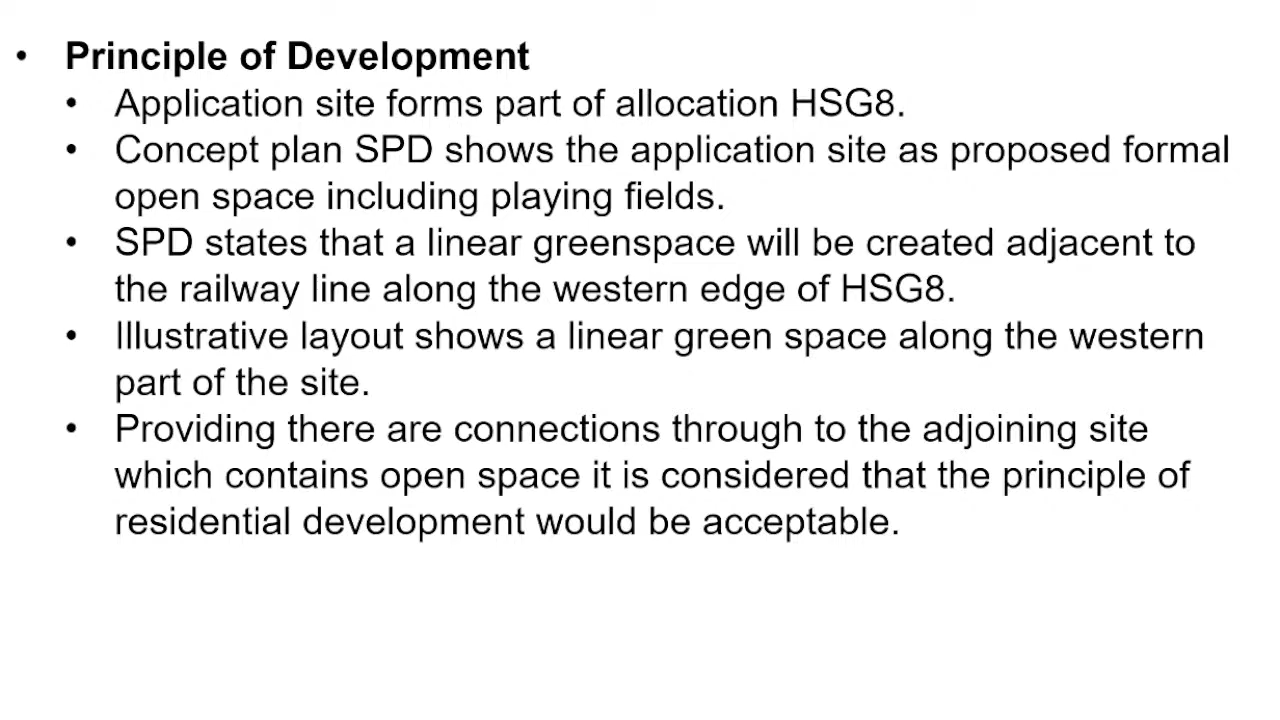 • Principle of Development
• Application site forms part of allocation HSG8.
• Concept plan SPD shows the application site as proposed formal
open space including playing fields.
• SPD states that a linear greenspace will be created adjacent to
the railway line along the western edge of HSG8.
• Illustrative layout shows a linear green space along the western
part of the site.
• Providing there are connections through to the adjoining site
which contains open space it is considered that the principle of
residential development would be acceptable.